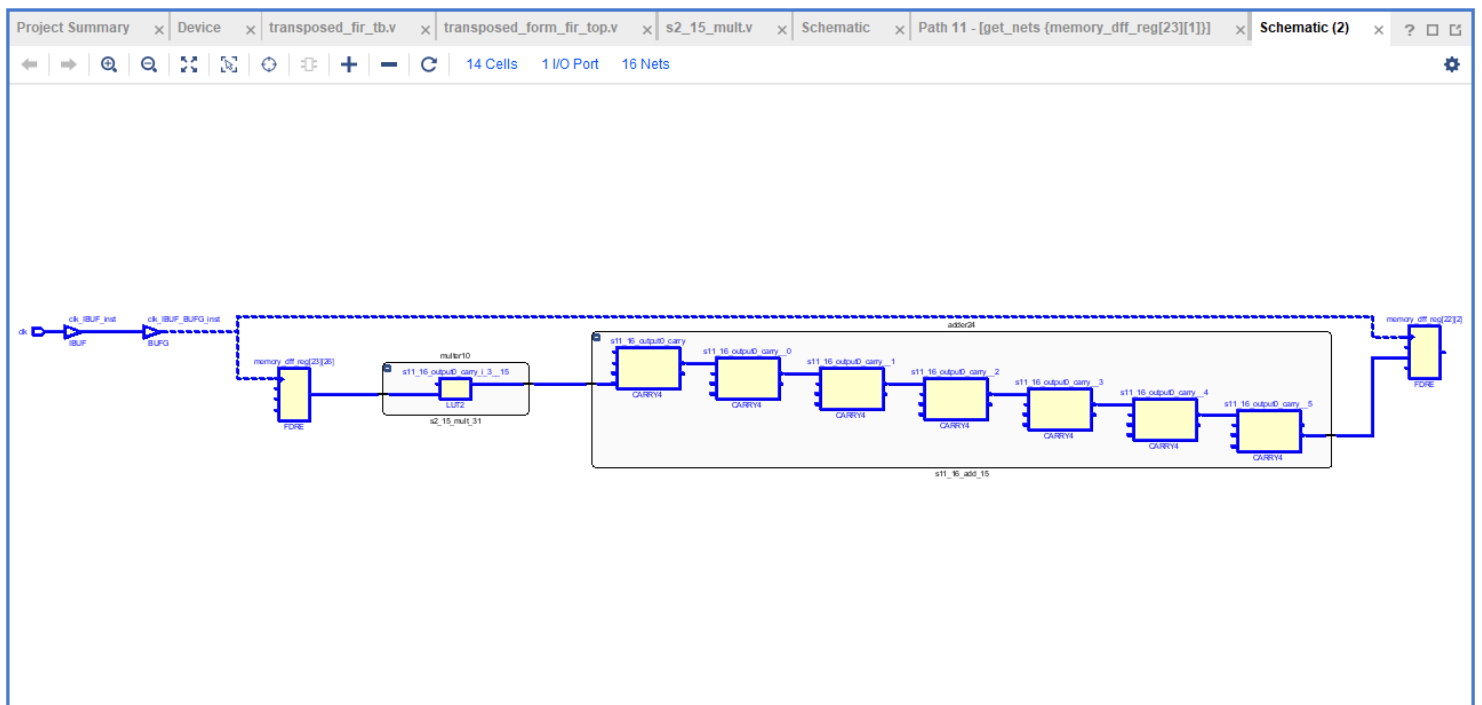 Project Summary
Device
transposed_fir_tb.v
transposed_form_fir_top.v
s2_15_mult.v
Schematic
Path 11 - [get_nets {memory_dff_reg[23][1]}]
Schematic (2)
14 Cells
1 I/O Port
16 Nets
clk
clk_IBUF_inst
IBUF
clk_IBUF_BUFG_inst
BUFG
memory_dff_reg[23][26]
FDRE
multer10
s11_16_output0_carry_i_3__15
LUT2
s2_15_mult_31
adder24
s11_16_output0_carry
CARRY4
s11_16_output0_carry__0
CARRY4
s11_16_output0_carry__1
CARRY4
s11_16_output0_carry__2
CARRY4
s11_16_output0_carry__3
CARRY4
s11_16_output0_carry__4
CARRY4
s11_16_output0_carry__5
CARRY4
s11_16_add_15
memory_dff_reg[22][2]
FDRE